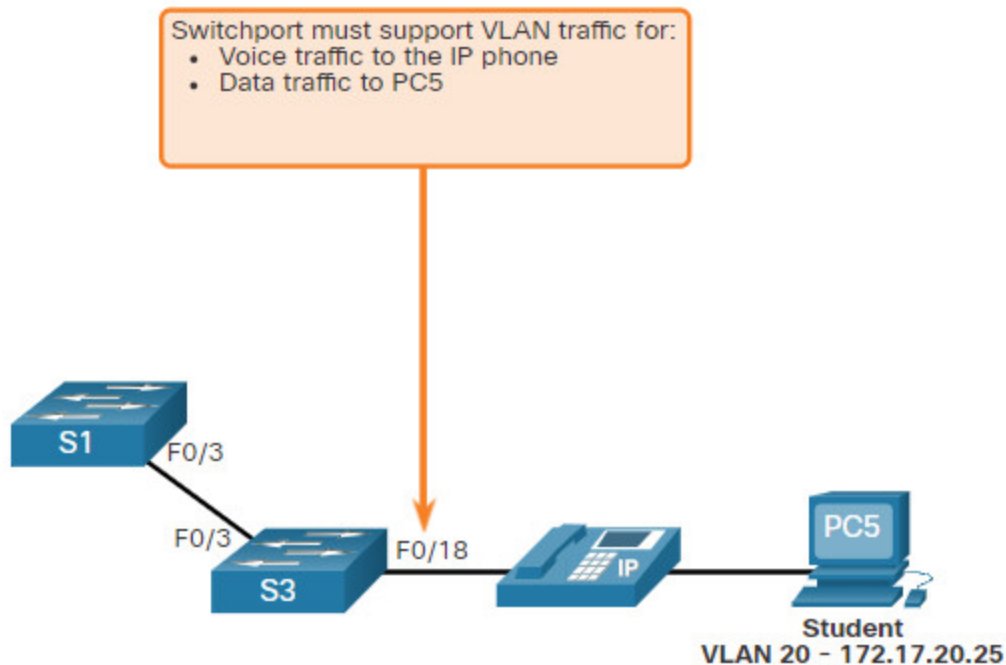 Switchport must support VLAN traffic for:
• Voice traffic to the IP phone
• Data traffic to PC5
S1
F0/3
F0/3
F0/18
S3
IP
PC5
Student
VLAN 20 - 172.17.20.25